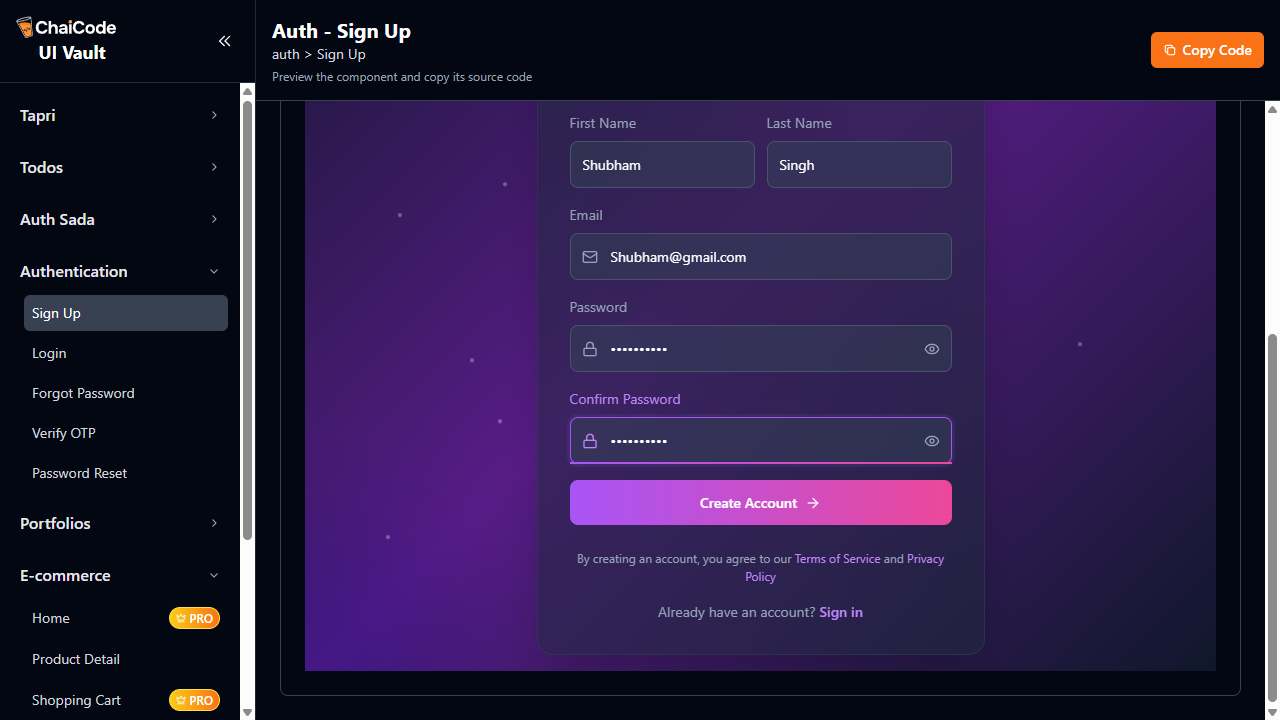 ChaiCode
UI Vault
Tapri
Todos
Auth Sada
Authentication
Sign Up
Login
Forgot Password
Verify OTP
Password Reset
Portfolios
E-commerce
Home PRO
Product Detail
Shopping Cart PRO
Auth - Sign Up
auth > Sign Up
Preview the component and copy its source code
Copy Code
First Name Last Name
Shubham Singh
Email
Shubham@gmail.com
Password
••••••••••
Confirm Password
••••••••••
Create Account →
By creating an account, you agree to our Terms of Service and Privacy
Policy
Already have an account? Sign in